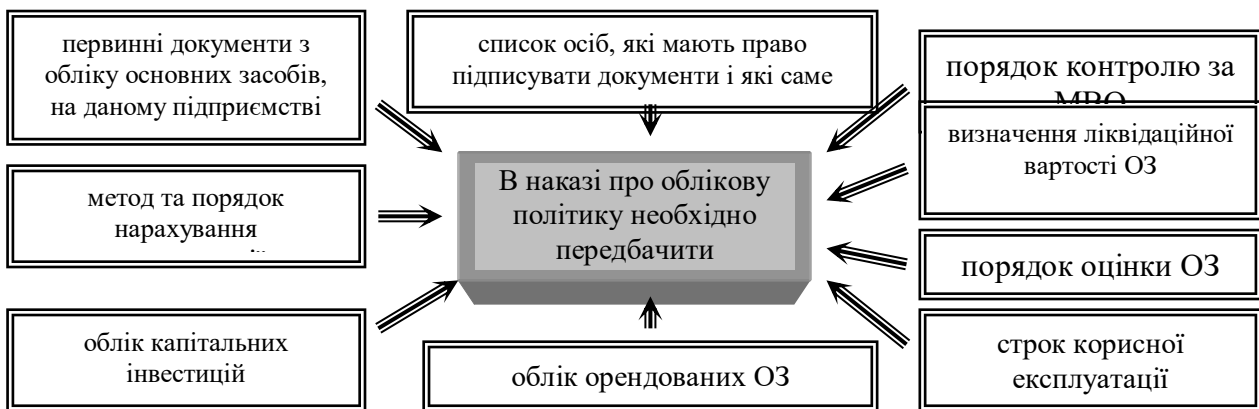 первинні документи з
обліку основних засобів,
на даному підприємстві
список осіб, які мають право
підписувати документи і які саме
порядок контролю за
визначення ліквідаційної
вартості ОЗ
метод та порядок
нарахування
В наказі про облікову
політику необхідно
передбачити
порядок оцінки ОЗ
облік капітальних
інвестицій
облік орендованих ОЗ
строк корисної
експлуатації